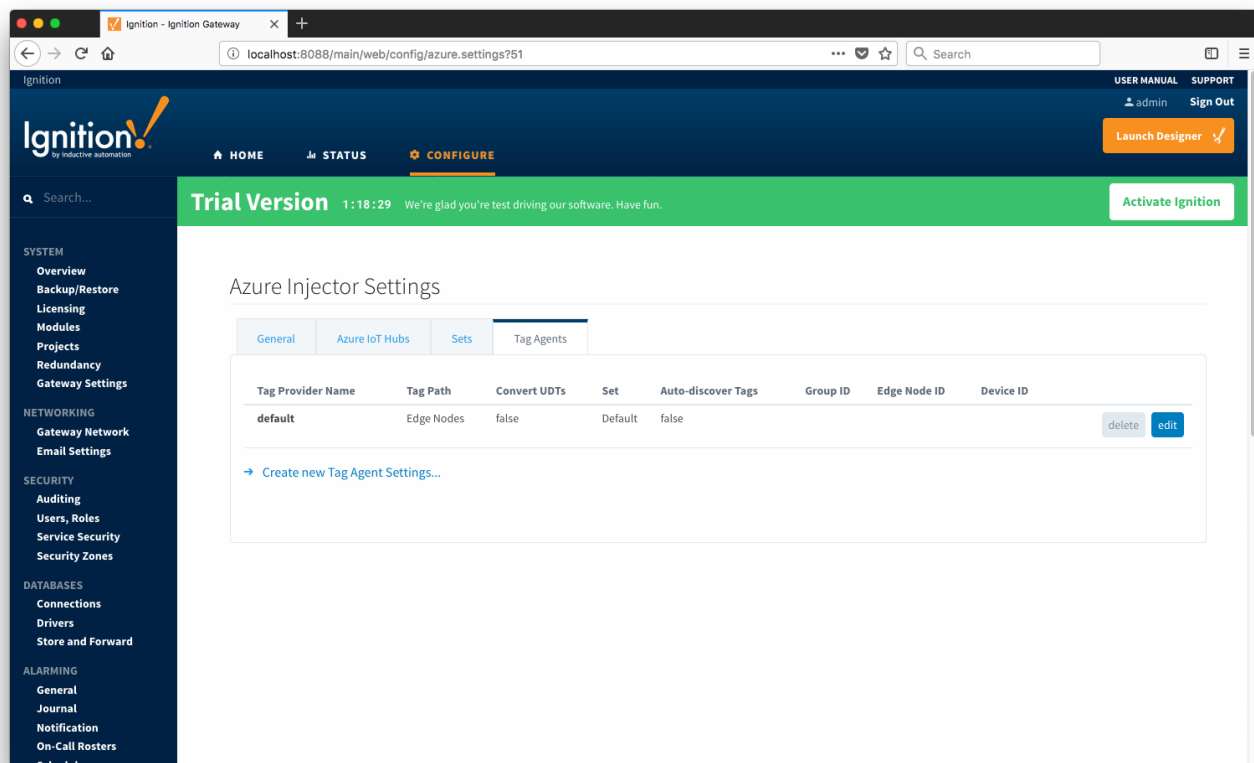 Ignition - Ignition Gateway
localhost:8088/main/web/config/azure.settings?51
Search
Ignition
USER MANUAL SUPPORT
admin Sign Out
Ignition!
by inductive automation
Launch Designer
HOME STATUS CONFIGURE
Search...
Trial Version 1:18:29 We're glad you're test driving our software. Have fun.
Activate Ignition
SYSTEM
Overview
Backup/Restore
Licensing
Modules
Projects
Redundancy
Gateway Settings
NETWORKING
Gateway Network
Email Settings
SECURITY
Auditing
Users, Roles
Service Security
Security Zones
DATABASES
Connections
Drivers
Store and Forward
ALARMING
General
Journal
Notification
On-Call Rosters
Azure Injector Settings
General Azure IoT Hubs Sets Tag Agents
Tag Provider Name Tag Path Convert UDTs Set Auto-discover Tags Group ID Edge Node ID Device ID
default Edge Nodes false Default false
delete edit
Create new Tag Agent Settings...